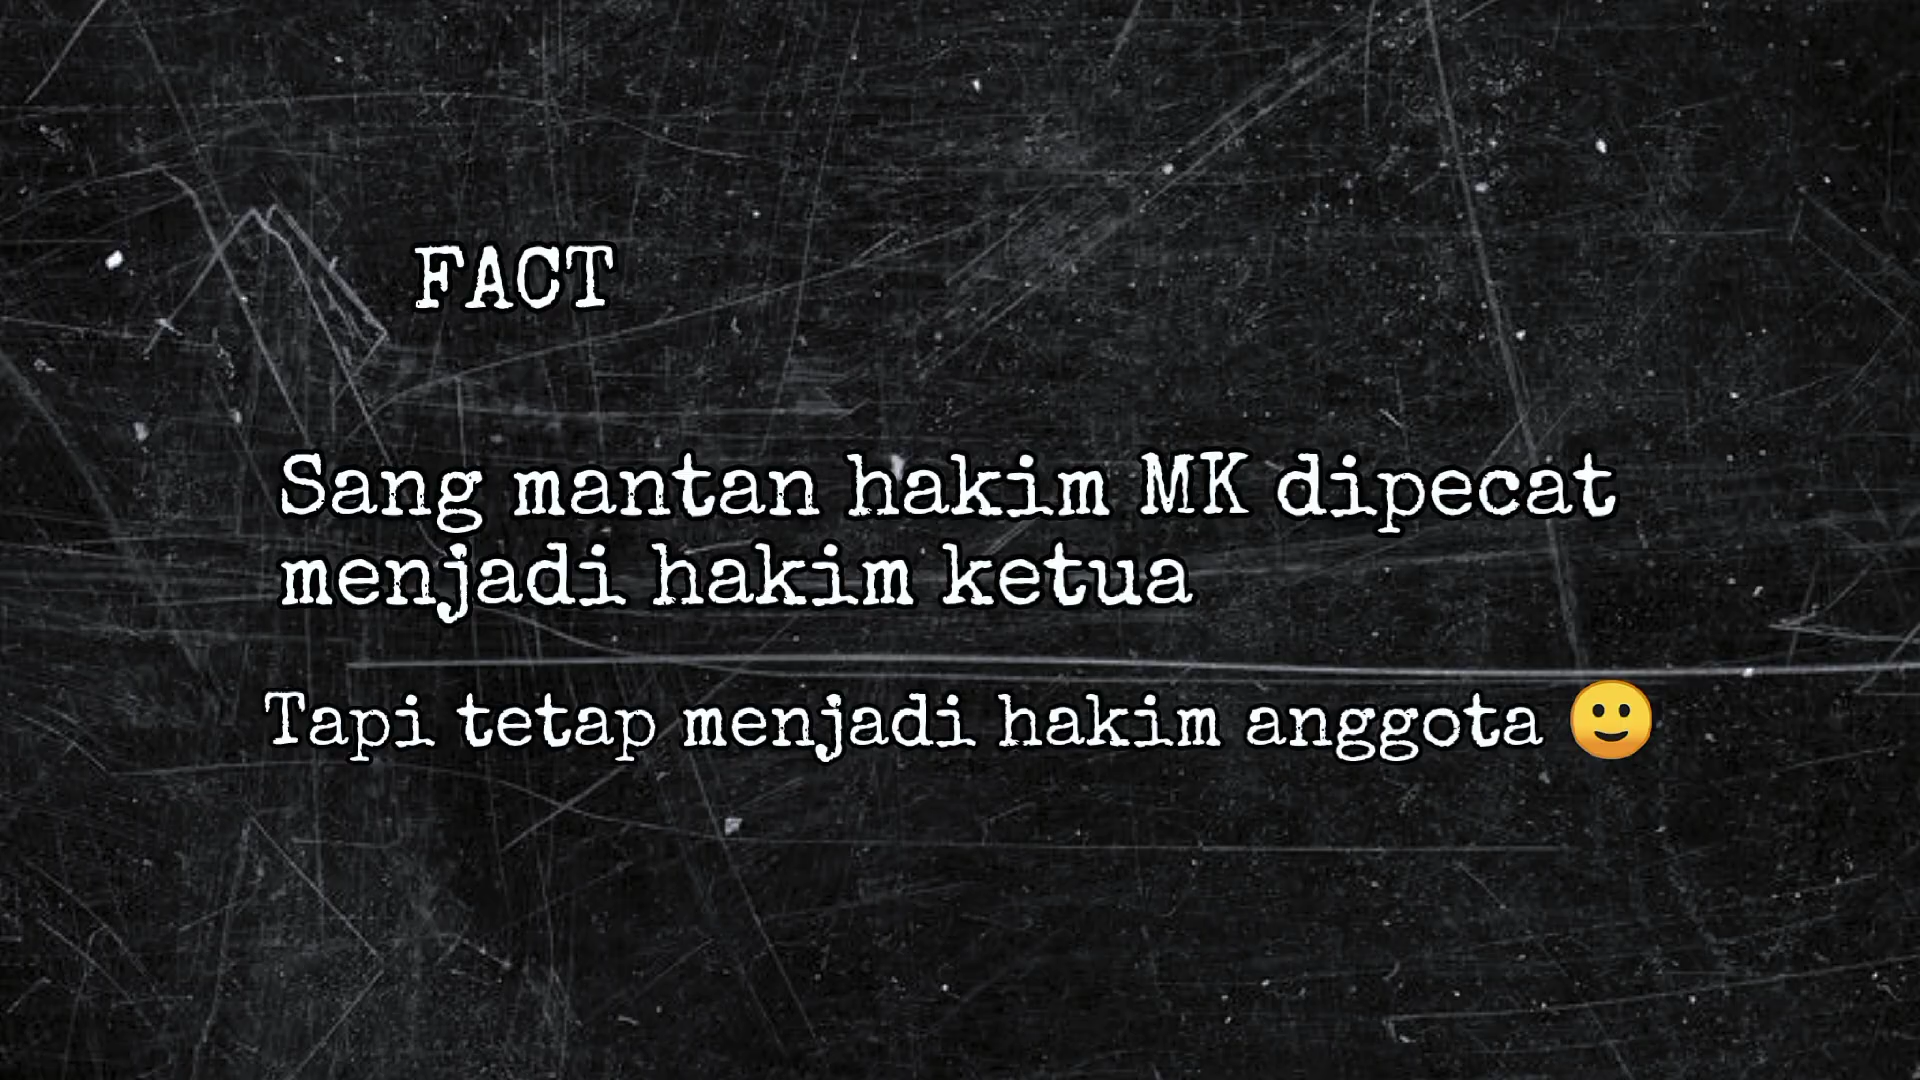 FACT
Sang mantan hakim MK dipecat
menjadi hakim ketua
Tapi tetap menjadi hakim anggota 🙂